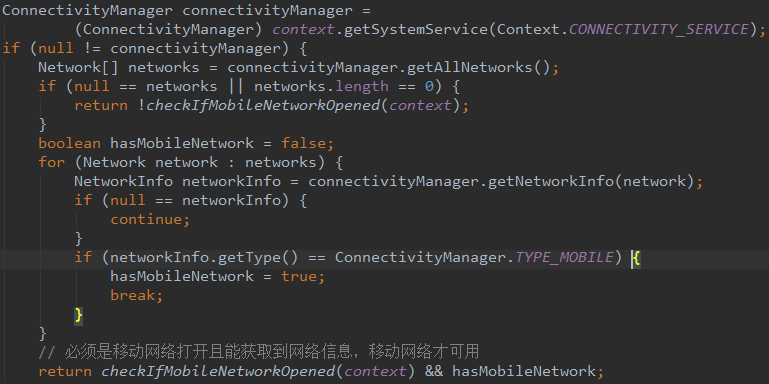 ConnectivityManager connectivityManager =
(ConnectivityManager) context.getSystemService(Context.CONNECTIVITY_SERVICE);
if (null != connectivityManager) {
Network[] networks = connectivityManager.getAllNetworks();
if (null == networks || networks.length == 0) {
return !checkIfMobileNetworkOpened(context);
}
boolean hasMobileNetwork = false;
for (Network network : networks) {
NetworkInfo networkInfo = connectivityManager.getNetworkInfo(network);
if (null == networkInfo) {
continue;
}
if (networkInfo.getType() == ConnectivityManager.TYPE_MOBILE) {
hasMobileNetwork = true;
break;
}
}
// 必须是移动网络打开且能获取到网络信息，移动网络才可用
return checkIfMobileNetworkOpened(context) && hasMobileNetwork;